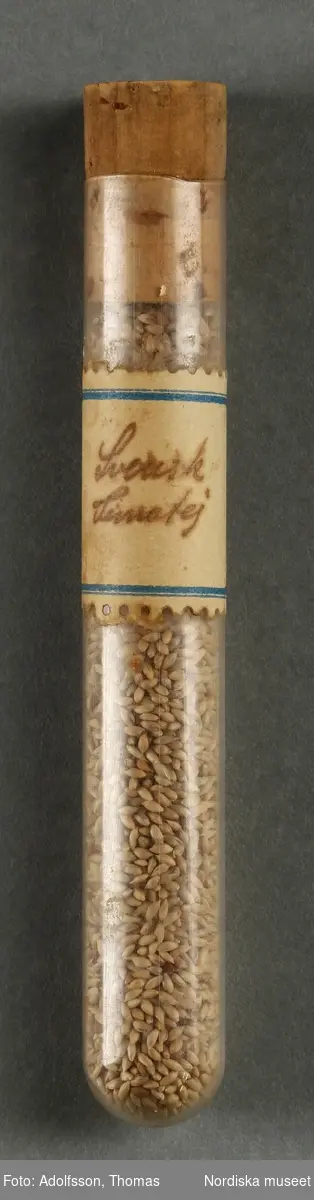 Svensk
Timotej
Foto: Adolfsson, Thomas Nordiska museet